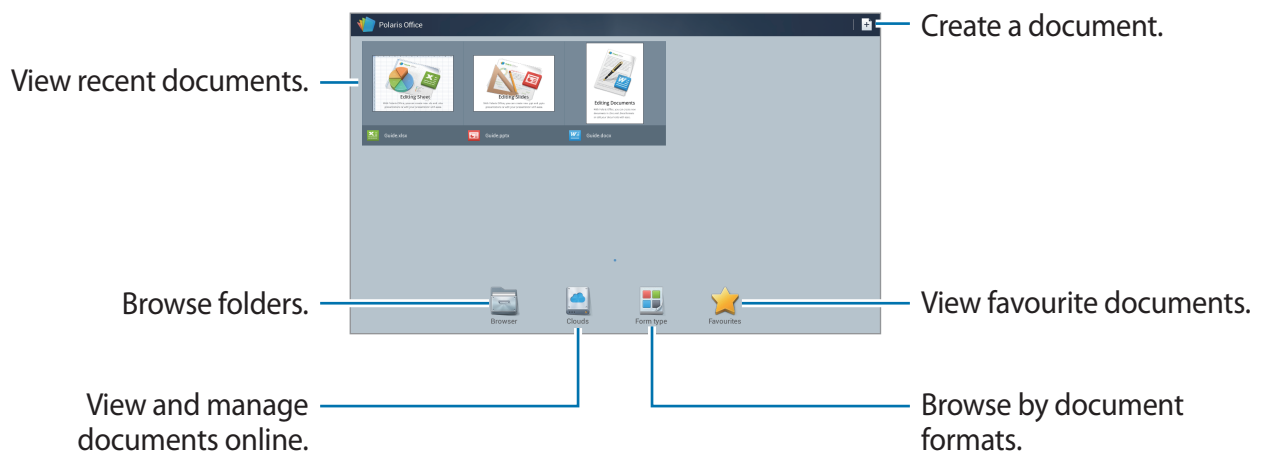 Polaris Office
Create a document.
View recent documents.
Editing Sheet
Editing Slides
Editing Documents
Guide.xlsx
Guide.pptx
Guide.docx
Browse folders.
View favourite documents.
Browser
Clouds
Form type
Favourites
View and manage
documents online.
Browse by document
formats.